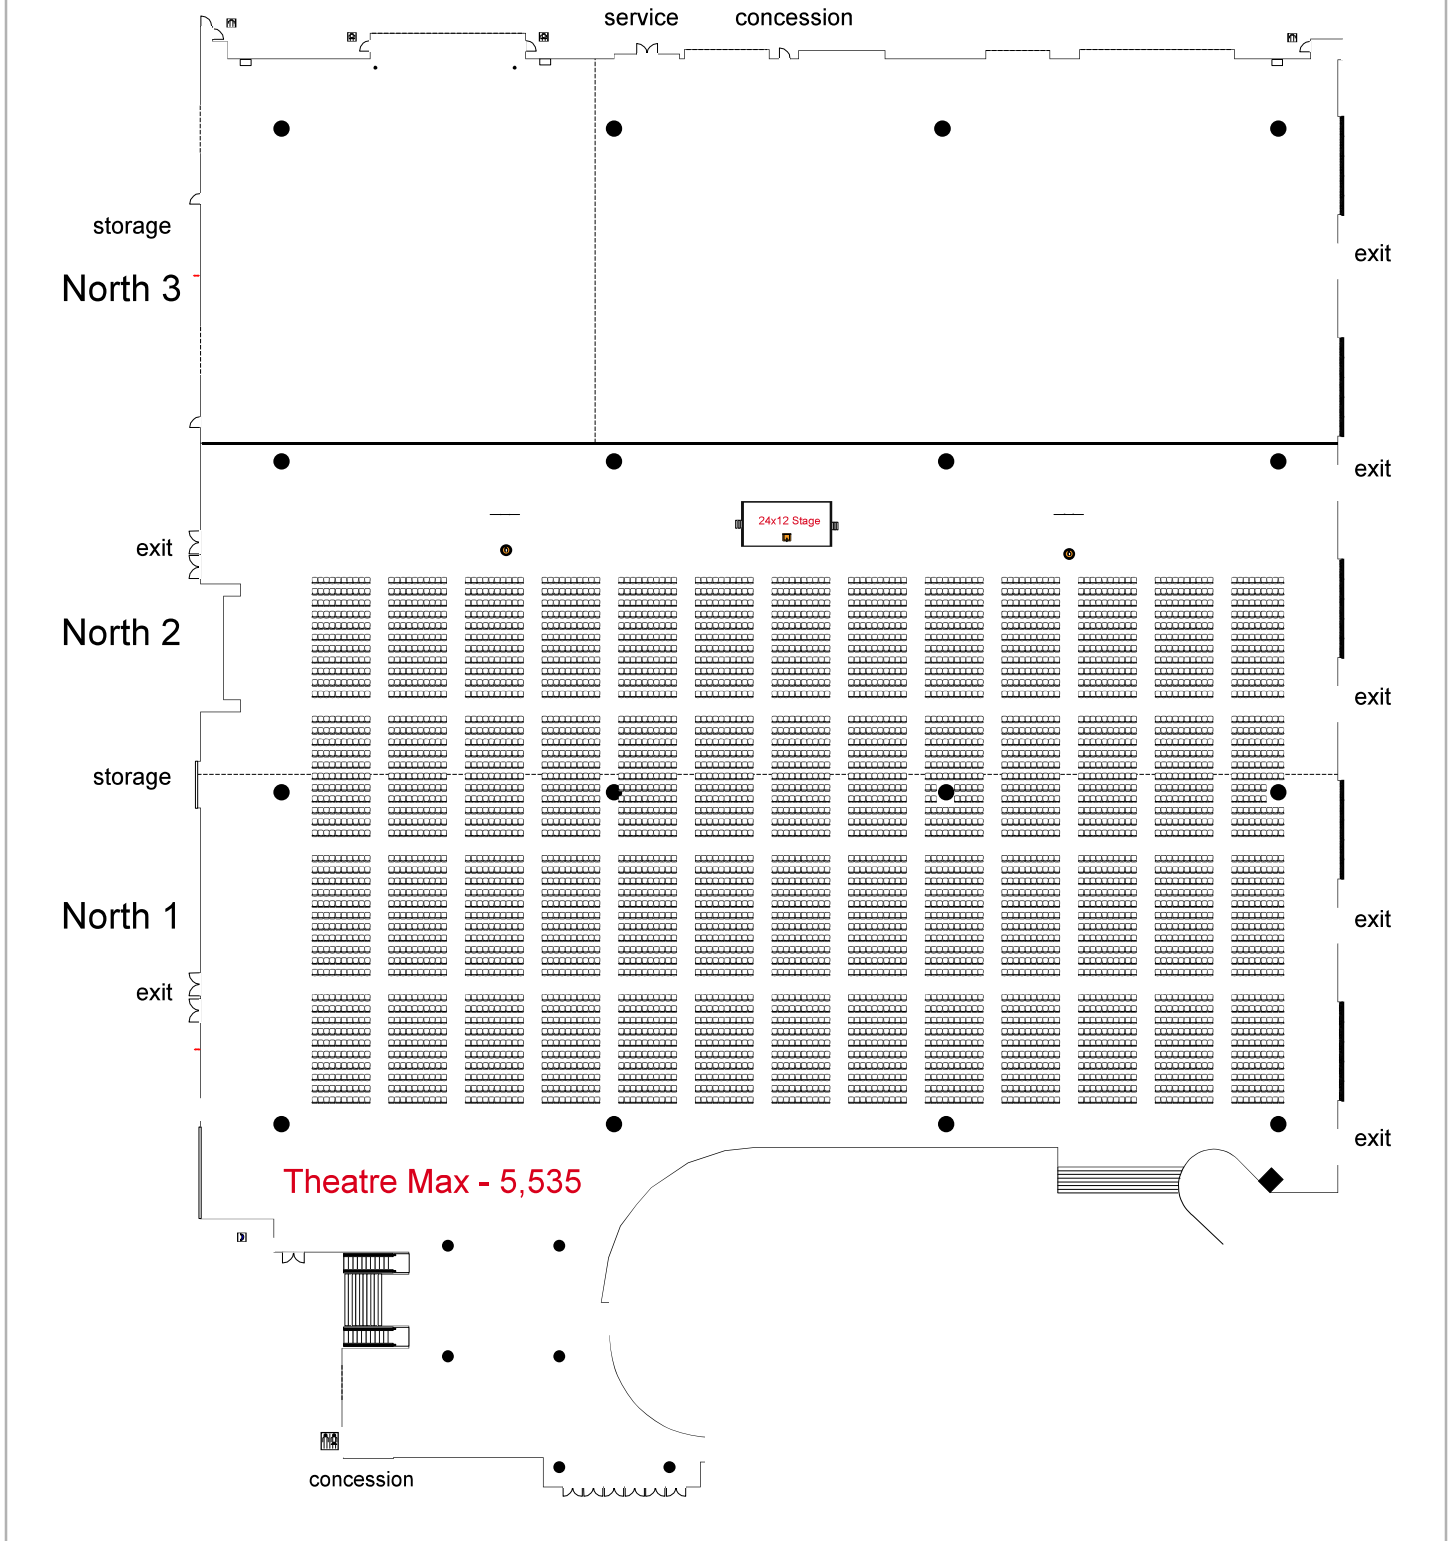 service concession
storage
exit
North 3
exit
24x12 Stage
exit
North 2
exit
storage
North 1
exit
exit
exit
Theatre Max - 5,535
concession